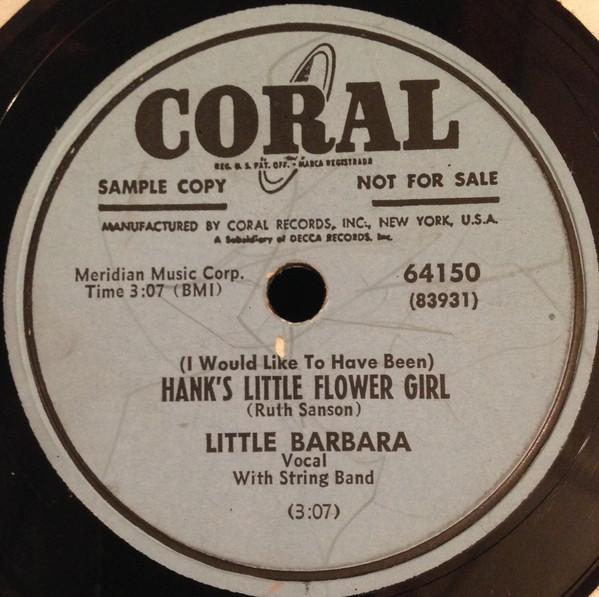 CORAL
REG. U. S. PAT. OFF. - MARCA REGISTRADA
SAMPLE COPY NOT FOR SALE
MANUFACTURED BY CORAL RECORDS, INC., NEW YORK, U.S.A.
A Subsidiary of DECCA RECORDS, Inc.
Meridian Music Corp. 64150
Time 3:07 (BMI) (83931)
(I Would Like To Have Been)
HANK'S LITTLE FLOWER GIRL
(Ruth Sanson)
LITTLE BARBARA
Vocal
With String Band
(3:07)